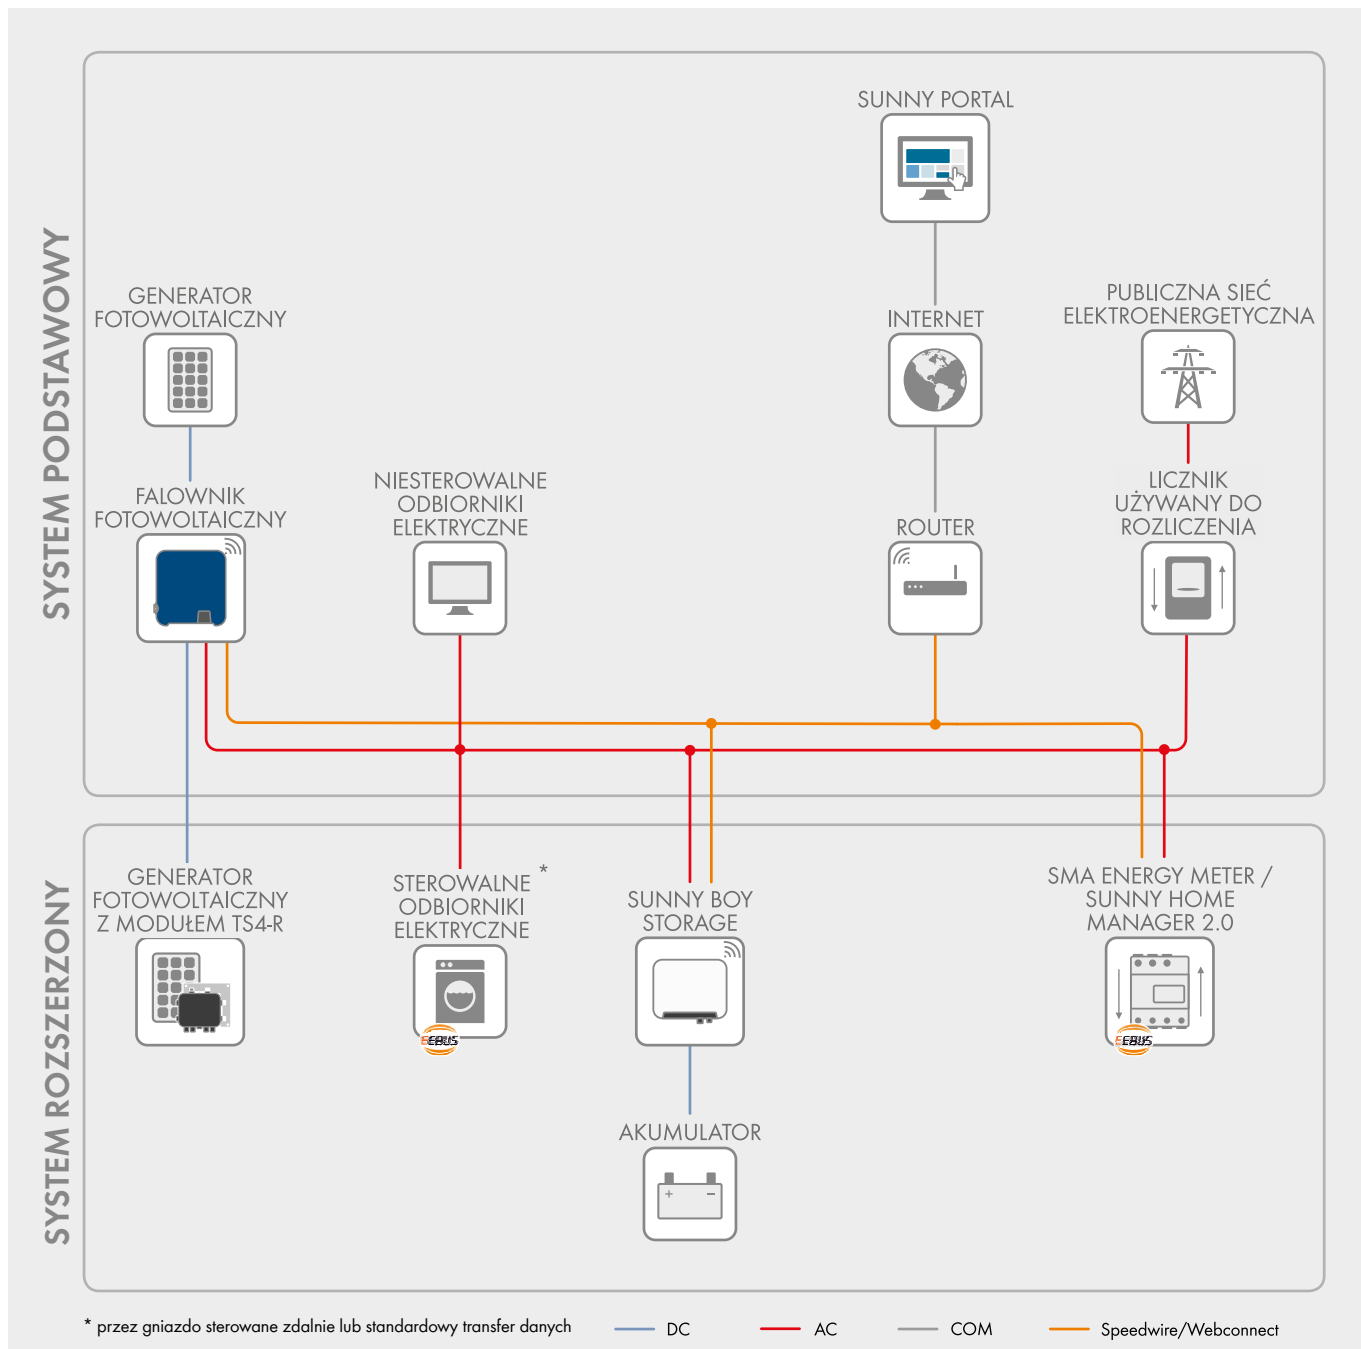 SYSTEM PODSTAWOWY
SUNNY PORTAL
GENERATOR
FOTOWOLTAICZNY
INTERNET
PUBLICZNA SIEĆ
ELEKTROENERGETYCZNA
FALOWNIK
FOTOWOLTAICZNY
NIESTEROWALNE
ODBIORNIKI
ELEKTRYCZNE
ROUTER
LICZNIK
UŻYWANY DO
ROZLICZENIA
SYSTEM ROZSZERZONY
GENERATOR
FOTOWOLTAICZNY
Z MODUŁEM TS4-R
STEROWALNE *
ODBIORNIKI
ELEKTRYCZNE
EEBUS
SUNNY BOY
STORAGE
SMA ENERGY METER /
SUNNY HOME
MANAGER 2.0
EEBUS
AKUMULATOR
+ −
* przez gniazdo sterowane zdalnie lub standardowy transfer danych
DC
AC
COM
Speedwire/Webconnect